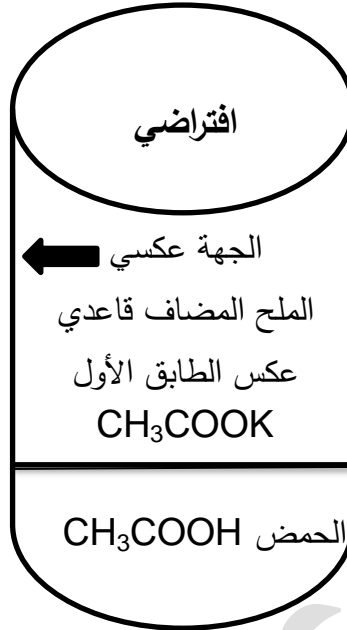 افتراضي
الجهة عكسي
الملح المضاف قاعدي
عكس الطابق الأول
CH₃COOK
الحمض CH₃COOH